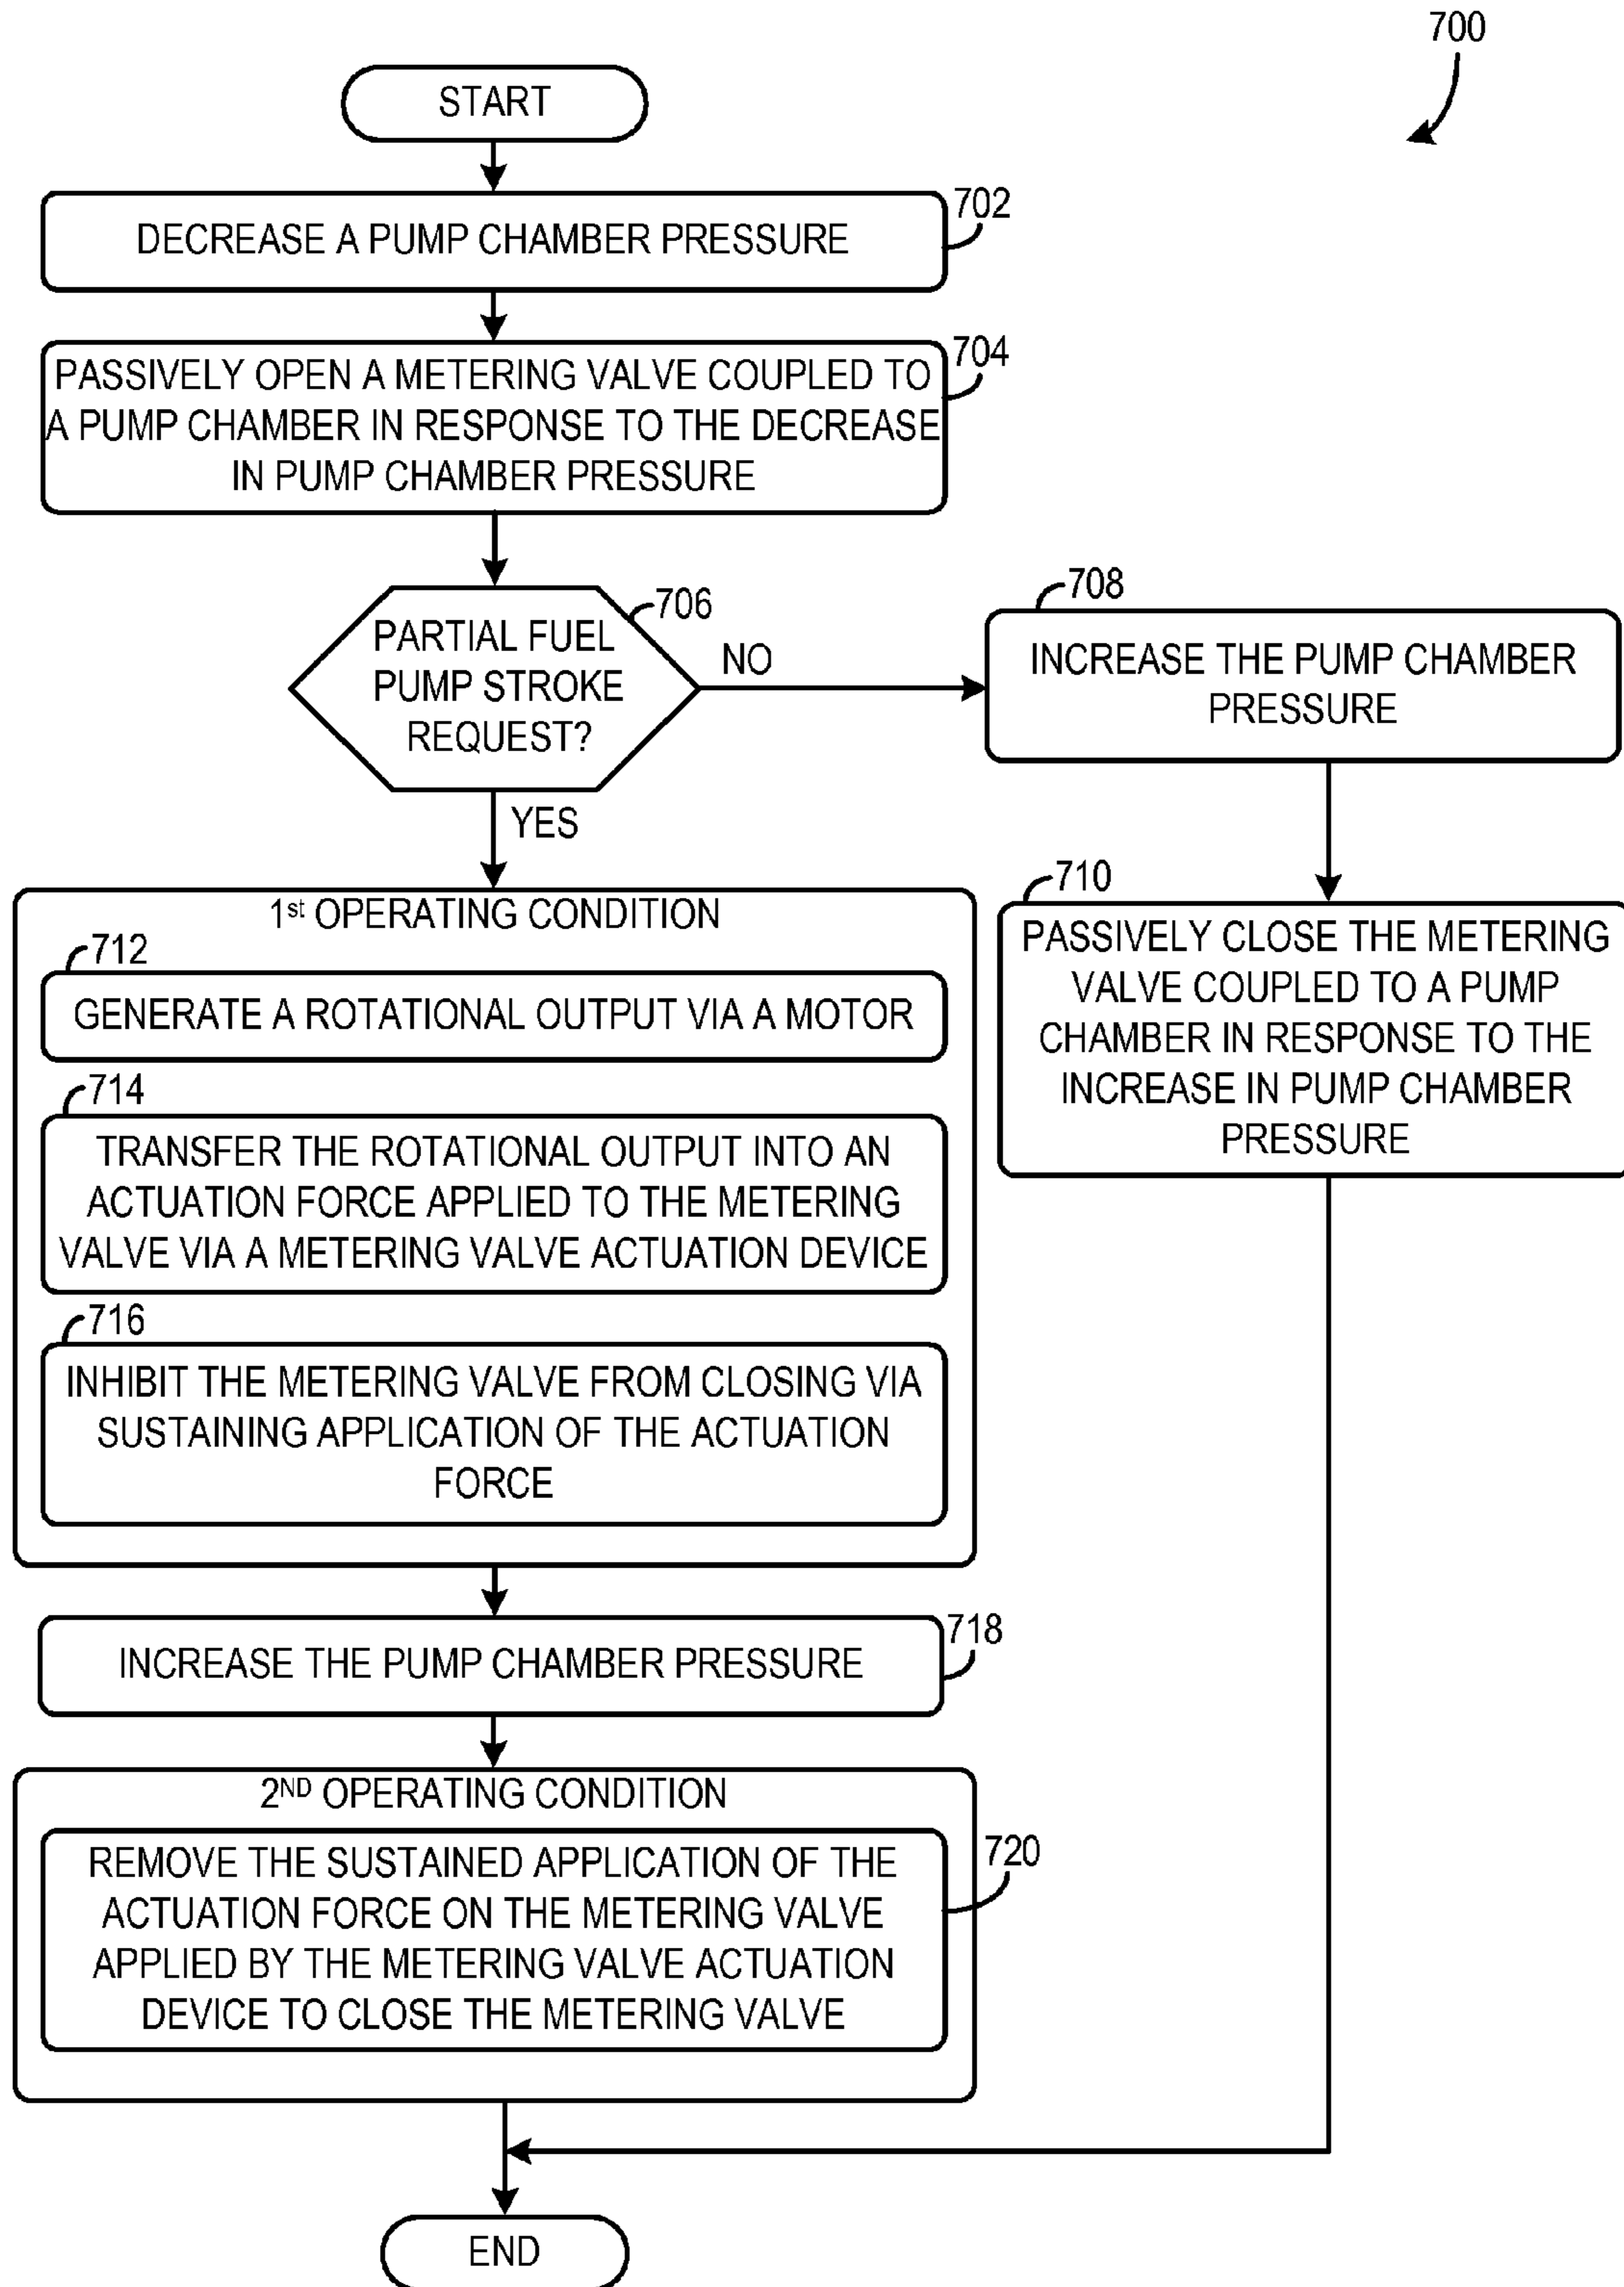 700
START
702
DECREASE A PUMP CHAMBER PRESSURE
704
PASSIVELY OPEN A METERING VALVE COUPLED TO
A PUMP CHAMBER IN RESPONSE TO THE DECREASE
IN PUMP CHAMBER PRESSURE
706
PARTIAL FUEL
PUMP STROKE
REQUEST?
NO
YES
708
INCREASE THE PUMP CHAMBER
PRESSURE
710
PASSIVELY CLOSE THE METERING
VALVE COUPLED TO A PUMP
CHAMBER IN RESPONSE TO THE
INCREASE IN PUMP CHAMBER
PRESSURE
1st OPERATING CONDITION
712
GENERATE A ROTATIONAL OUTPUT VIA A MOTOR
714
TRANSFER THE ROTATIONAL OUTPUT INTO AN
ACTUATION FORCE APPLIED TO THE METERING
VALVE VIA A METERING VALVE ACTUATION DEVICE
716
INHIBIT THE METERING VALVE FROM CLOSING VIA
SUSTAINING APPLICATION OF THE ACTUATION
FORCE
718
INCREASE THE PUMP CHAMBER PRESSURE
2ND OPERATING CONDITION
720
REMOVE THE SUSTAINED APPLICATION OF THE
ACTUATION FORCE ON THE METERING VALVE
APPLIED BY THE METERING VALVE ACTUATION
DEVICE TO CLOSE THE METERING VALVE
END